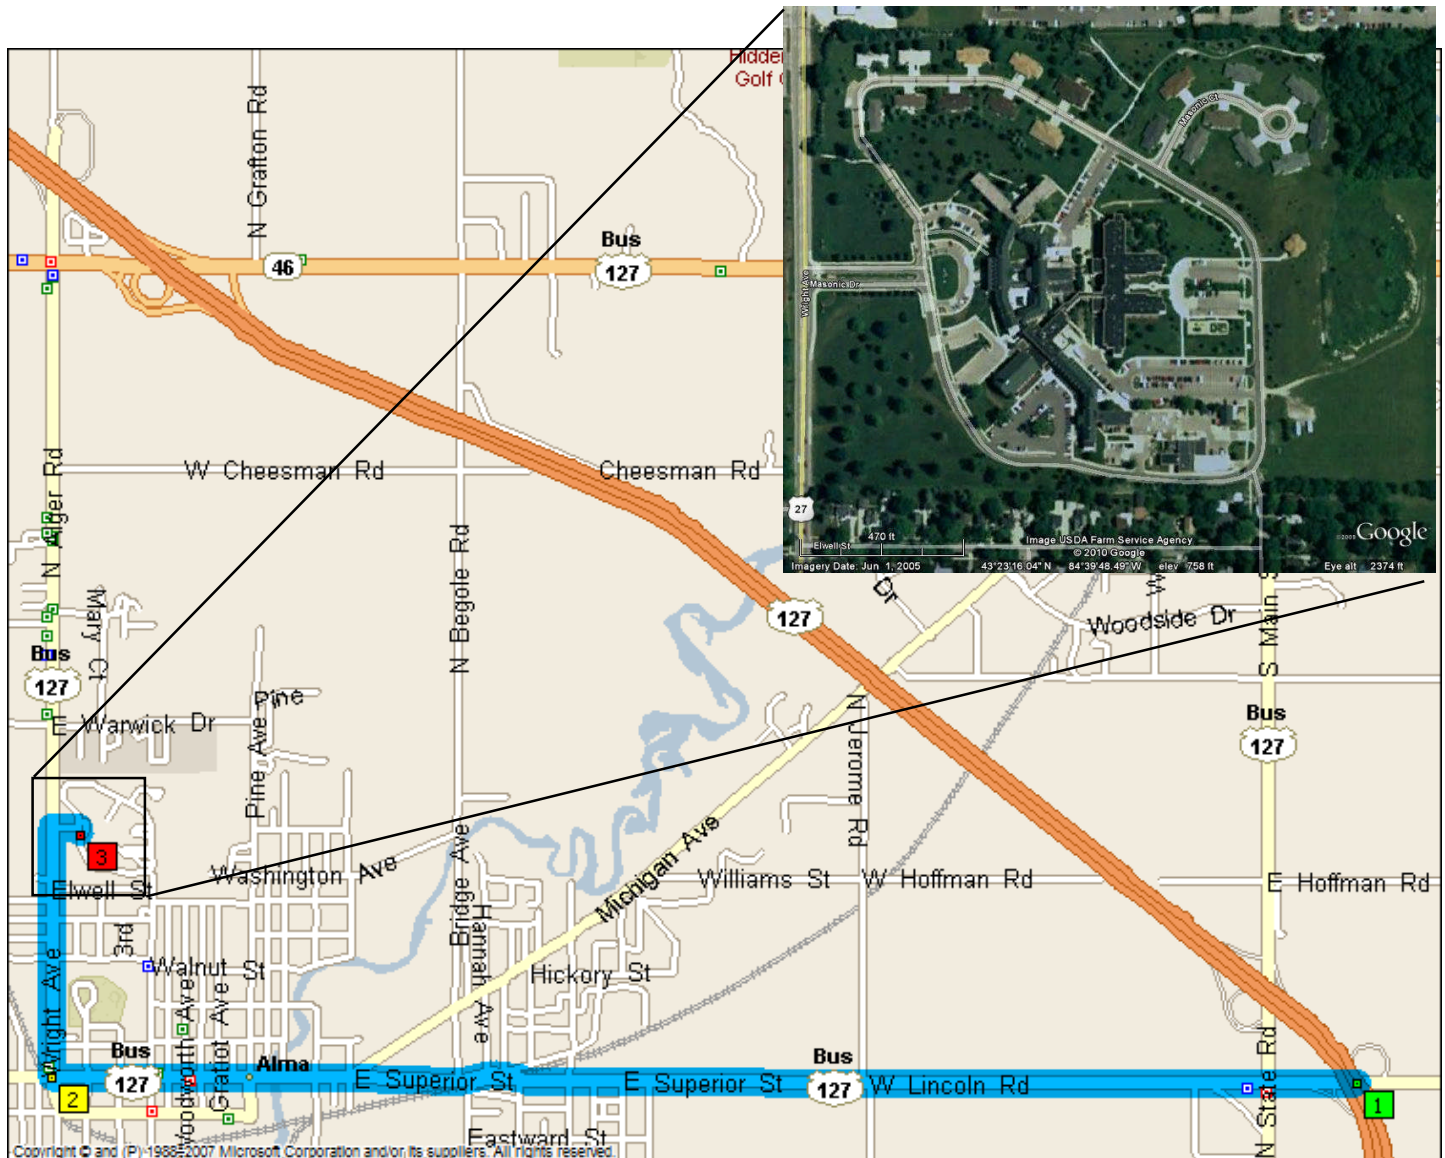 Hidden
Golf
N Grafton Rd
Bus
127
46
W Cheesman Rd
Cheesman Rd
N Alger Rd
N Begole Rd
Mary Ct
Bus
127
127
Dr
W
Woodside Dr
S Main S
Bus
127
Pine
E Warwick Dr
Pine Ave
N Jerome Rd
3
Washington Ave
Bridge Ave
Michigan Ave
Williams St
W Hoffman Rd
E Hoffman Rd
Elwell St
3rd
Hannah Ave
Walnut St
Hickory St
Wright Ave
Woodworth Ave
Gratiot Ave
N State Rd
Bus
127
Alma
E Superior St
E Superior St
Bus
127
W Lincoln Rd
2
1
Eastward St
Copyright © and (P) 1988-2007 Microsoft Corporation and/or its suppliers. All rights reserved.
Masonic Ct
Wright Ave
Masonic Dr
27
470 ft
Elwell St
Image USDA Farm Service Agency
© 2010 Google
©2009 Google
Imagery Date: Jun 1, 2005
43°23'16.04" N 84°39'48.49" W elev 758 ft
Eye alt 2374 ft